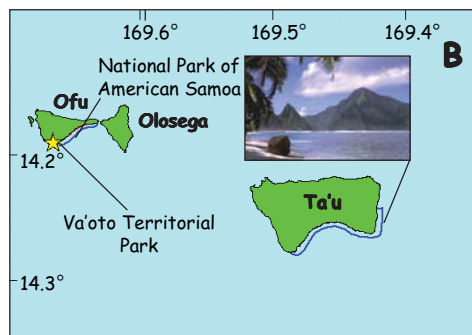 169.6° 169.5° 169.4°
B
National Park of
American Samoa
Ofu
Olosega
14.2°
Va'oto Territorial
Park
Ta'u
14.3°